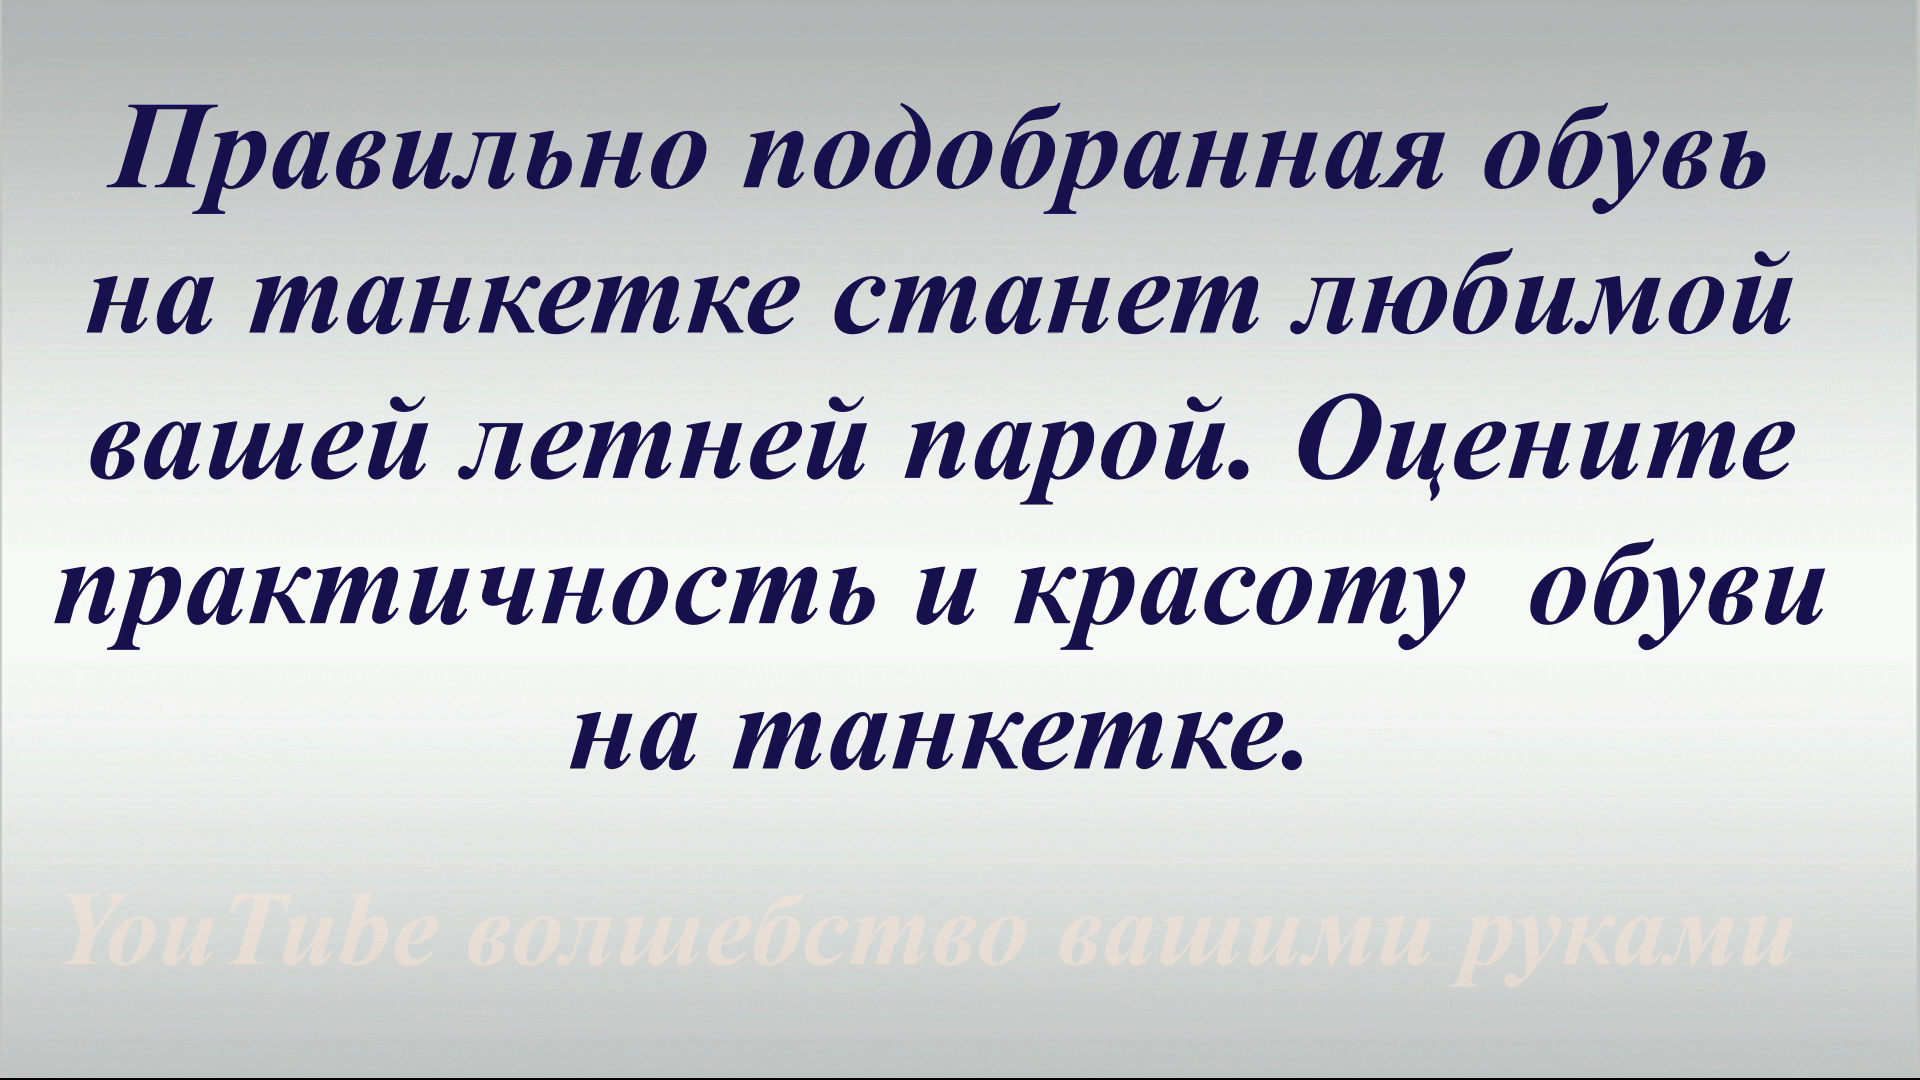 Правильно подобранная обувь
на танкетке станет любимой
вашей летней парой. Оцените
практичность и красоту  обуви
на танкетке.
YouTube волшебство вашими руками